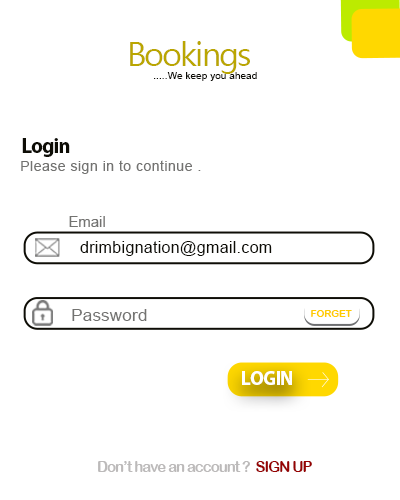 Bookings
.....We keep you ahead
Login
Please sign in to continue .
Email
drimbignation@gmail.com
Password
FORGET
LOGIN
Don't have an account ? SIGN UP